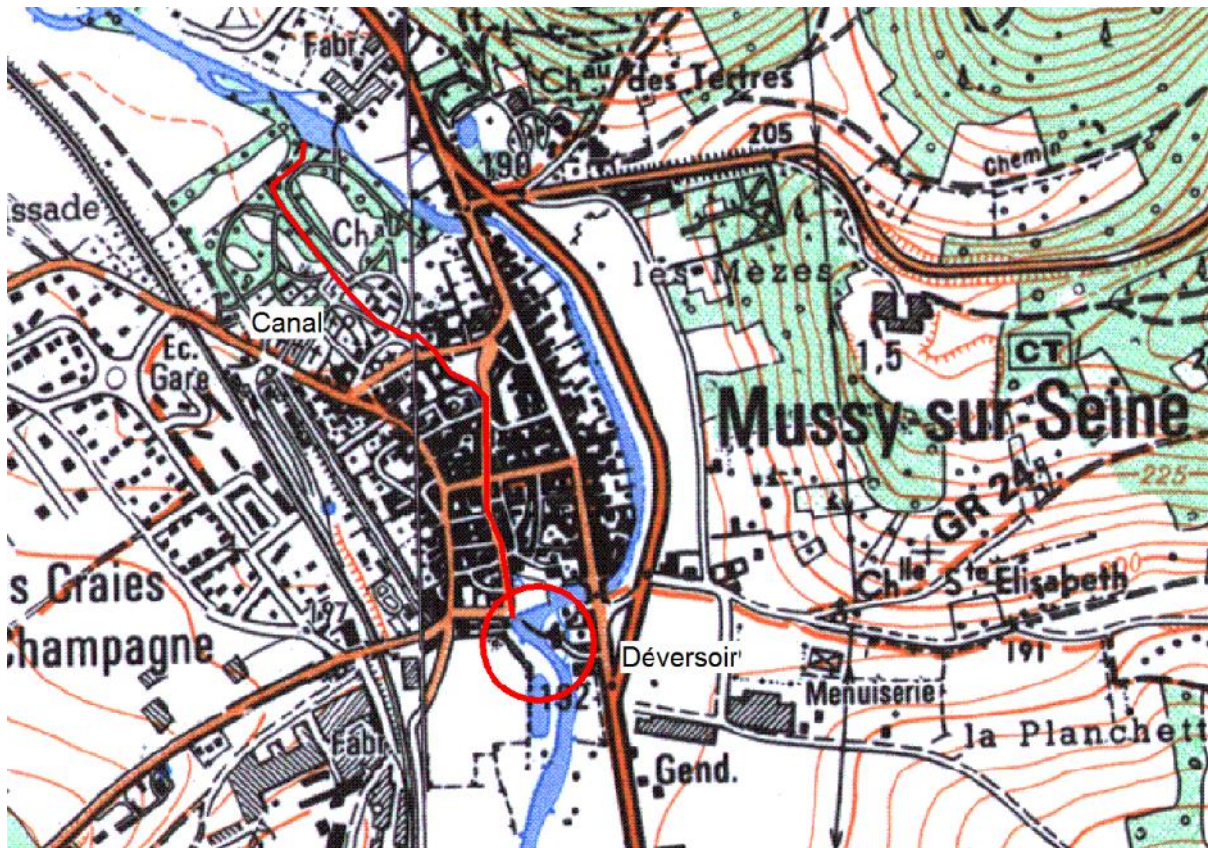 Fabr.
Chau des Tertres
205
190
Chemin
ssade
Chau
les Mezes
Canal
Ec.
Gare
1,5
CT
Mussy-sur-Seine
225
GR 24
s Craies
Champagne
197
Chlle Ste Elisabeth
Déversoir
191
192
Menuiserie
la Planchett
Fabr.
Gend.